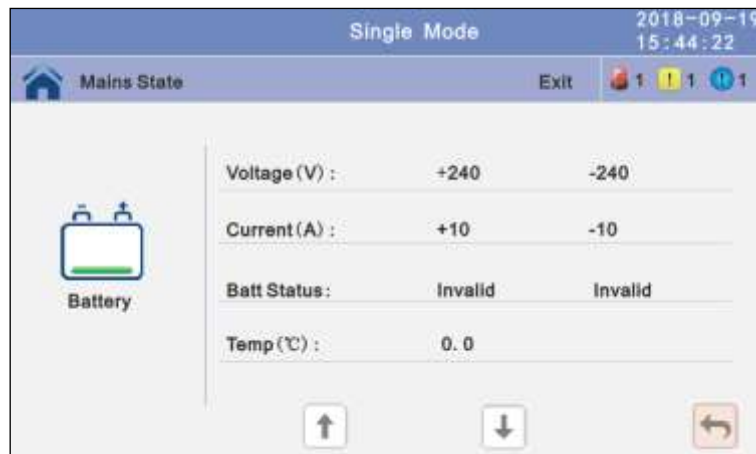 Single Mode
2018-09-19
15:44:22
Mains State Exit 1 ! 1 ! 1
Voltage(V): +240 -240
Current(A): +10 -10
Batt Status: Invalid Invalid
Battery
Temp(℃): 0.0